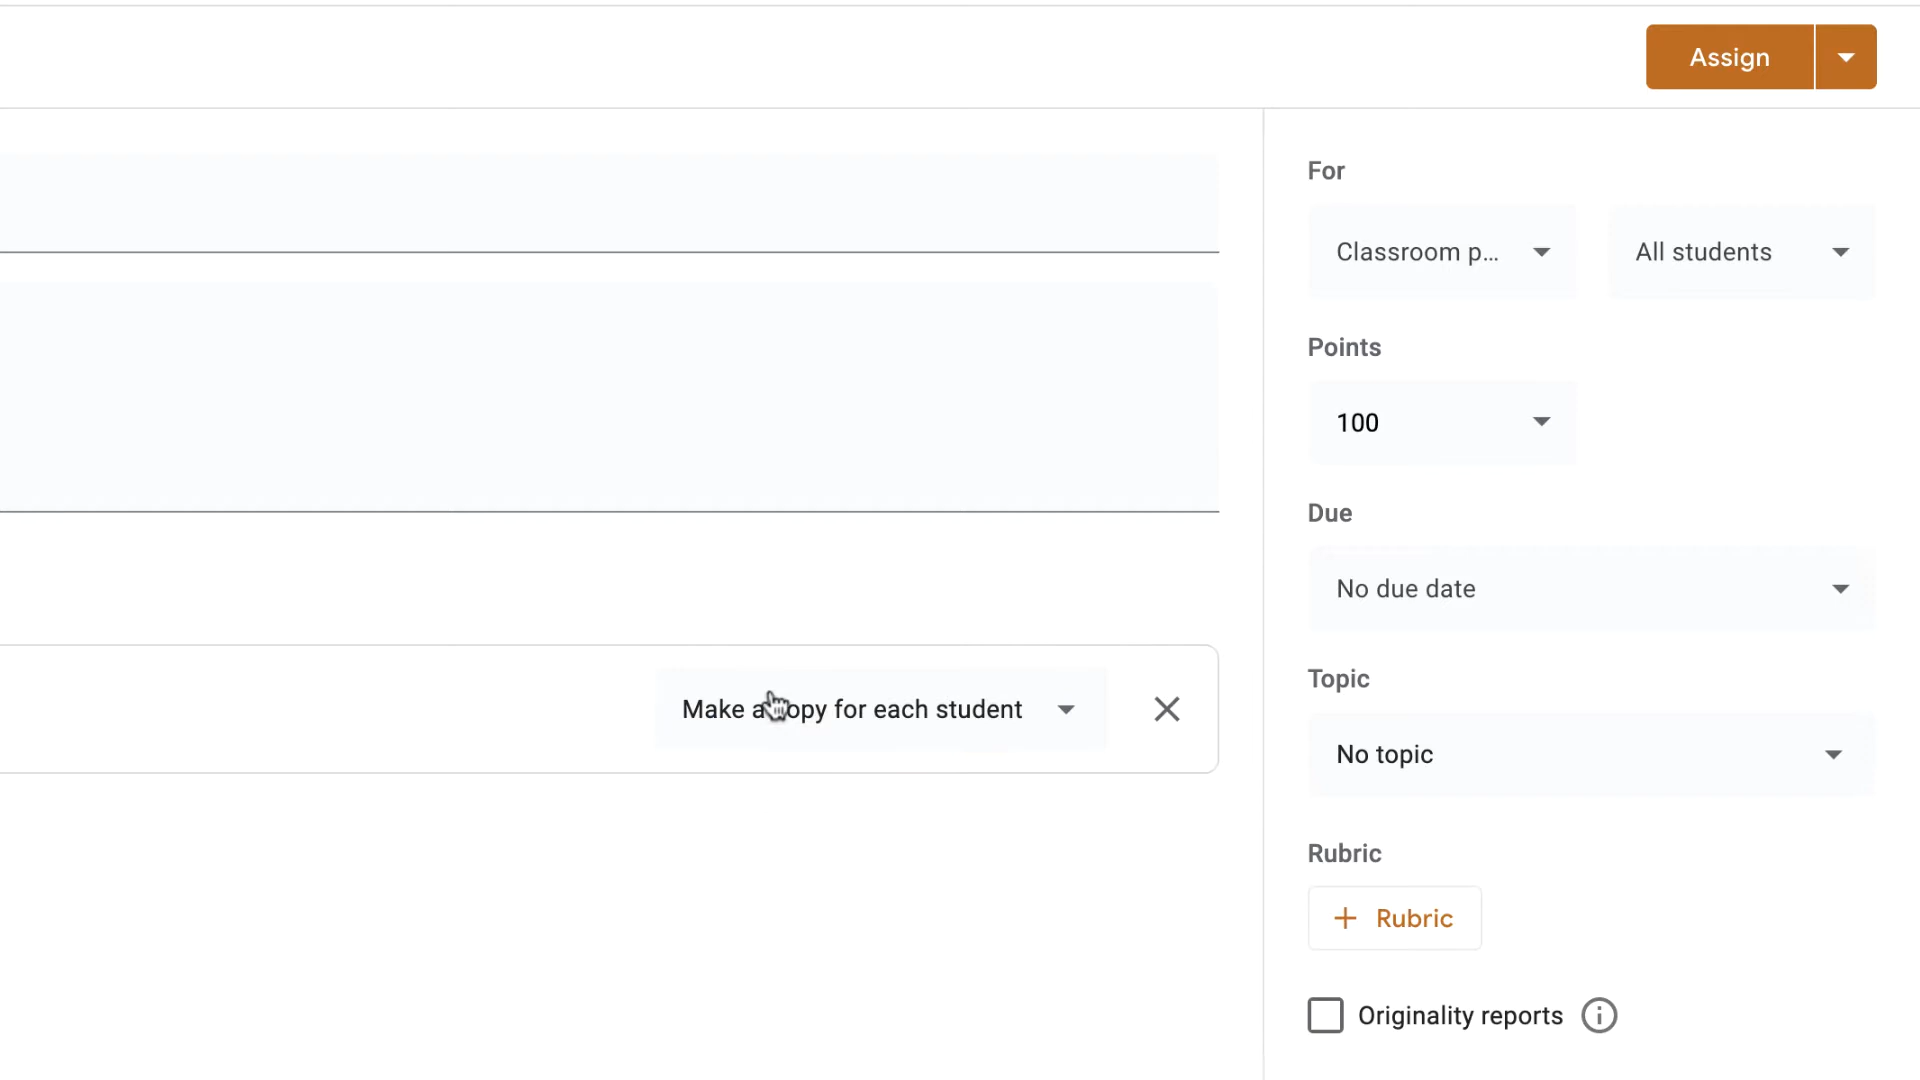 Assign
For
Classroom p...
All students
Points
100
Due
No due date
Make a copy for each student
Topic
No topic
Rubric
+ Rubric
Originality reports